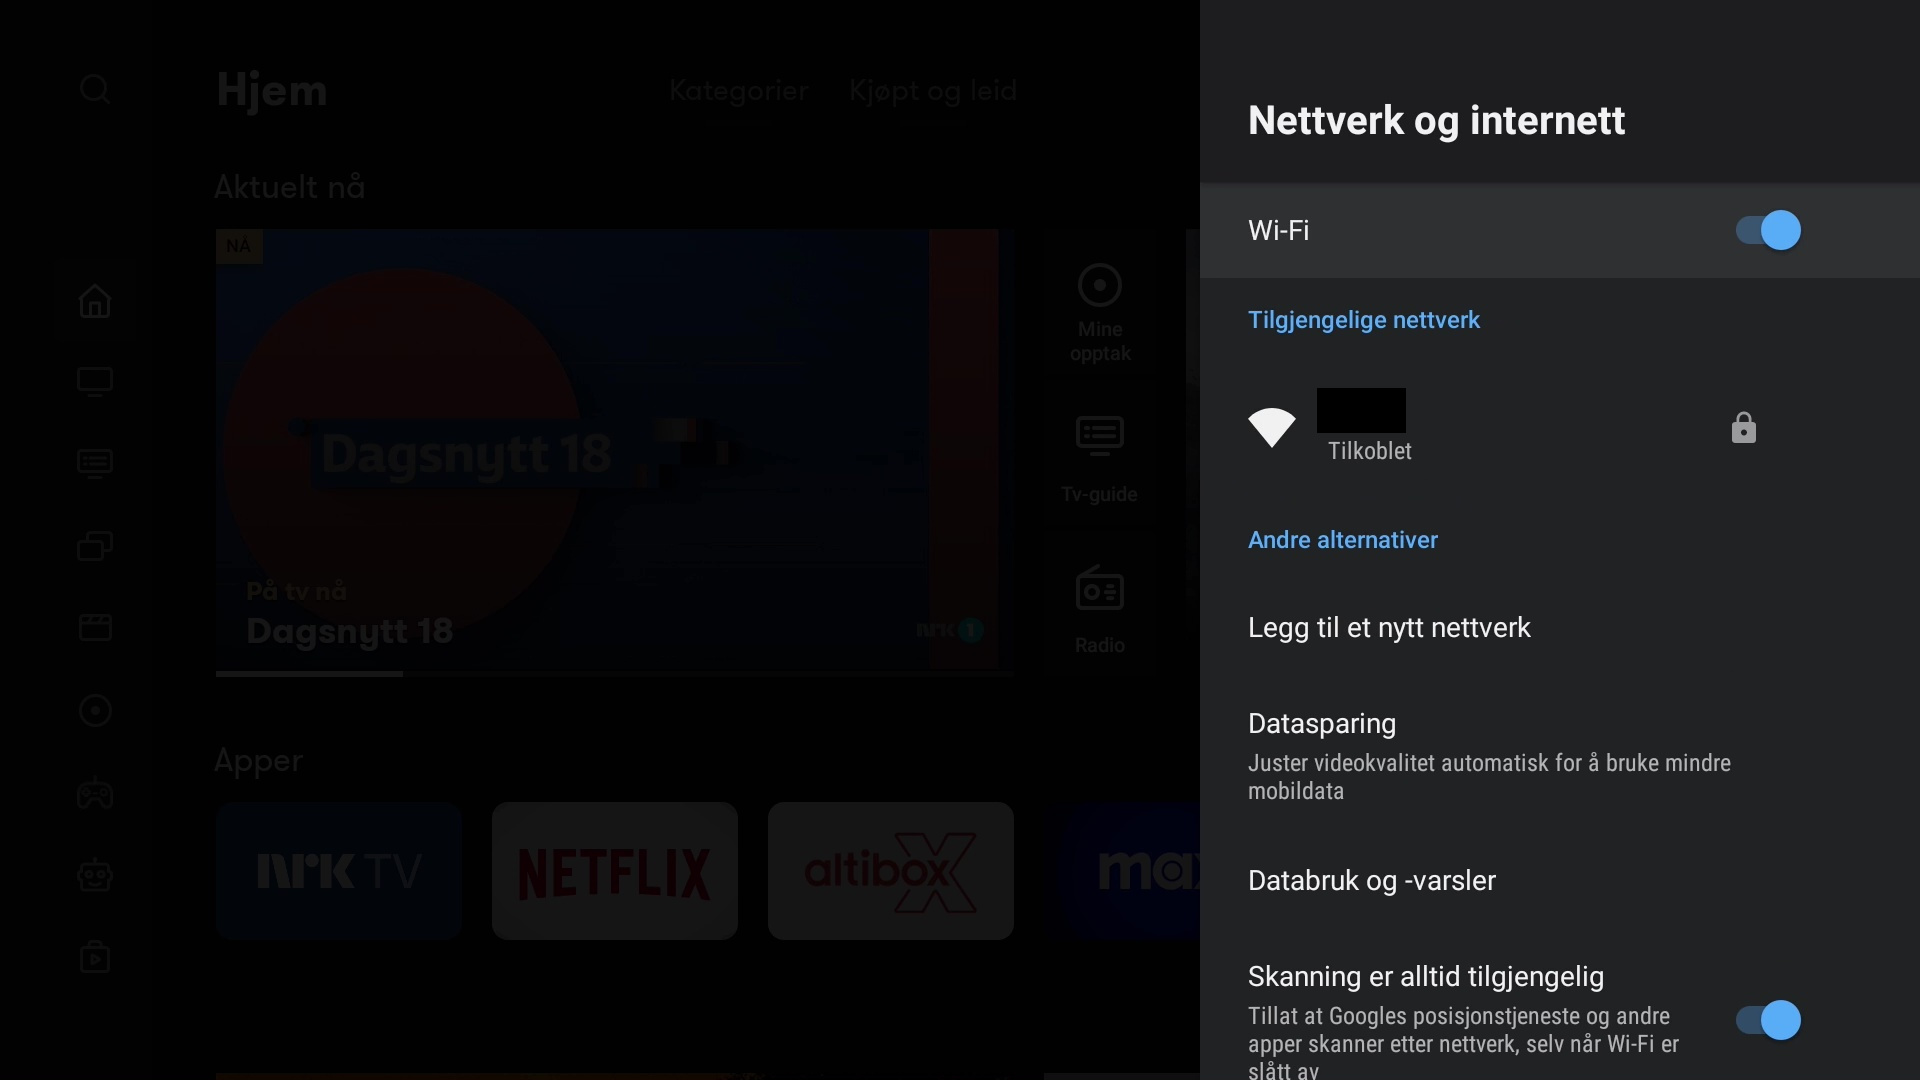 Hjem
Kategorier
Kjøpt og leid
Aktuelt nå
NÅ
Dagsnytt 18
På tv nå
Dagsnytt 18
nrk 1
Mine
opptak
Tv-guide
Radio
Apper
NRK TV
NETFLIX
altibox X
max
Nettverk og internett
Wi-Fi
Tilgjengelige nettverk
Tilkoblet
Andre alternativer
Legg til et nytt nettverk
Datasparing
Juster videokvalitet automatisk for å bruke mindre
mobildata
Databruk og -varsler
Skanning er alltid tilgjengelig
Tillat at Googles posisjonstjeneste og andre
apper skanner etter nettverk, selv når Wi-Fi er
slått av